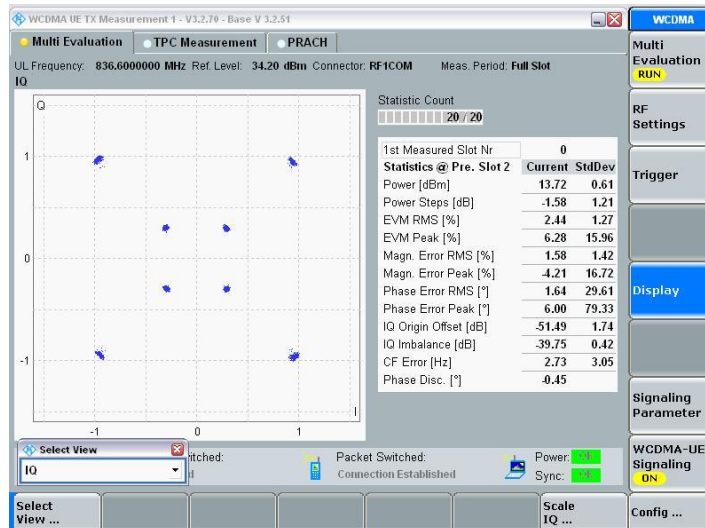 WCDMA UE TX Measurement 1 - V3.2.70 - Base V 3.2.51
WCDMA
Multi Evaluation
TPC Measurement
PRACH
UL Frequency: 836.6000000 MHz Ref. Level: 34.20 dBm Connector: RF1COM Meas. Period: Full Slot
IQ
Q
1
0
-1
-1 0 1
I
Statistic Count
20 / 20
1st Measured Slot Nr 0
Statistics @ Pre. Slot 2 Current StdDev
Power [dBm] 13.72 0.61
Power Steps [dB] -1.58 1.21
EVM RMS [%] 2.44 1.27
EVM Peak [%] 6.28 15.96
Magn. Error RMS [%] 1.58 1.42
Magn. Error Peak [%] -4.21 16.72
Phase Error RMS [°] 1.64 29.61
Phase Error Peak [°] 6.00 79.33
IQ Origin Offset [dB] -51.49 1.74
IQ Imbalance [dB] -39.75 0.42
CF Error [Hz] 2.73 3.05
Phase Disc. [°] -0.45
Select View
IQ
itched:
d
Packet Switched:
Connection Established
Power:
Sync:
Multi
Evaluation
RUN
RF
Settings
Trigger
Display
Signaling
Parameter
WCDMA-UE
Signaling
ON
Select
View ...
Scale
IQ ...
Config ...